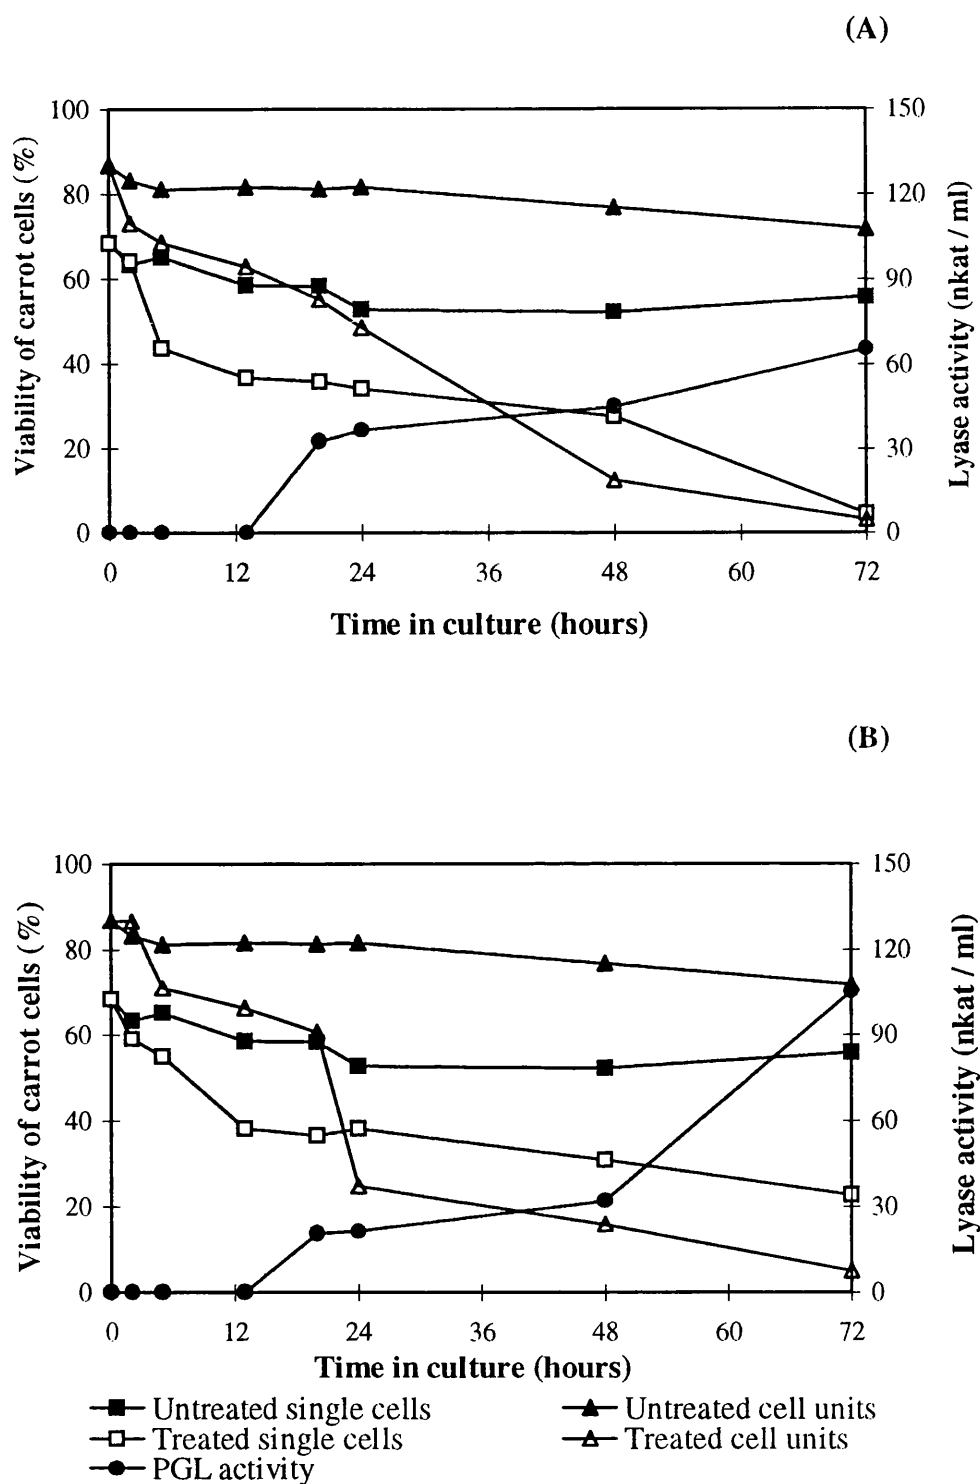 (A)
100
80
60
40
20
0
Viability of carrot cells (%)
150
120
90
60
30
0
Lyase activity (nkat / ml)
0 12 24 36 48 60 72
Time in culture (hours)
(B)
100
80
60
40
20
0
Viability of carrot cells (%)
150
120
90
60
30
0
Lyase activity (nkat / ml)
0 12 24 36 48 60 72
Time in culture (hours)
Untreated single cells Untreated cell units
Treated single cells Treated cell units
PGL activity